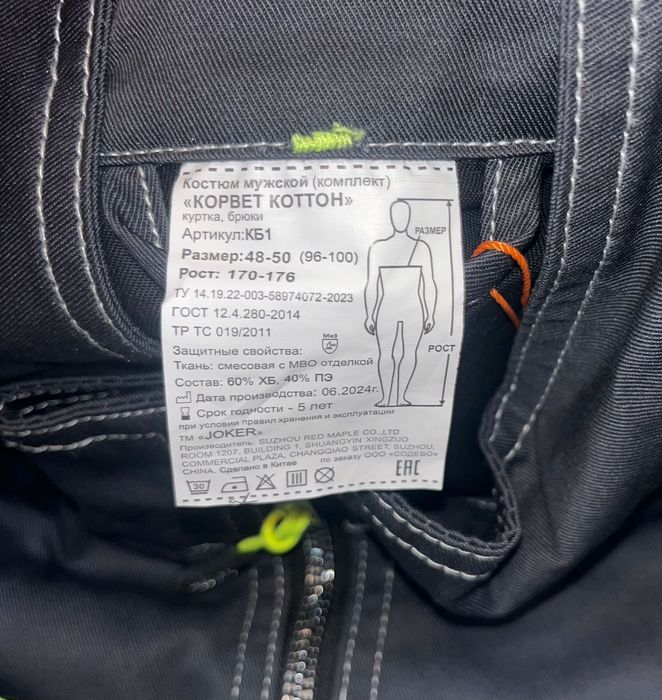 Костюм мужской (комплект)
«КОРВЕТ КОТТОН»
куртка, брюки
Артикул:КБ1
Размер:48-50 (96-100)
Рост: 170-176
ТУ 14.19.22-003-58974072-2023
ГОСТ 12.4.280-2014
ТР ТС 019/2011
Защитные свойства:
Ми
Ткань: смесовая с МВО отделкой
Состав: 60% ХБ, 40% ПЭ
Дата производства: 06.2024г.
Срок годности - 5 лет
при условии правил хранения и эксплуатации
ТМ «JOKER»
Производитель: SUZHOU RED MAPLE CO.,LTD
ROOM 1207, BUILDING 1, SHUANGYIN XINGZUO
COMMERCIAL PLAZA, CHANGQIAO STREET, SUZHOU,
CHINA. Сделано в Китае по заказу ООО «СОДЕБО»
30
EAC
РАЗМЕР
РОСТ